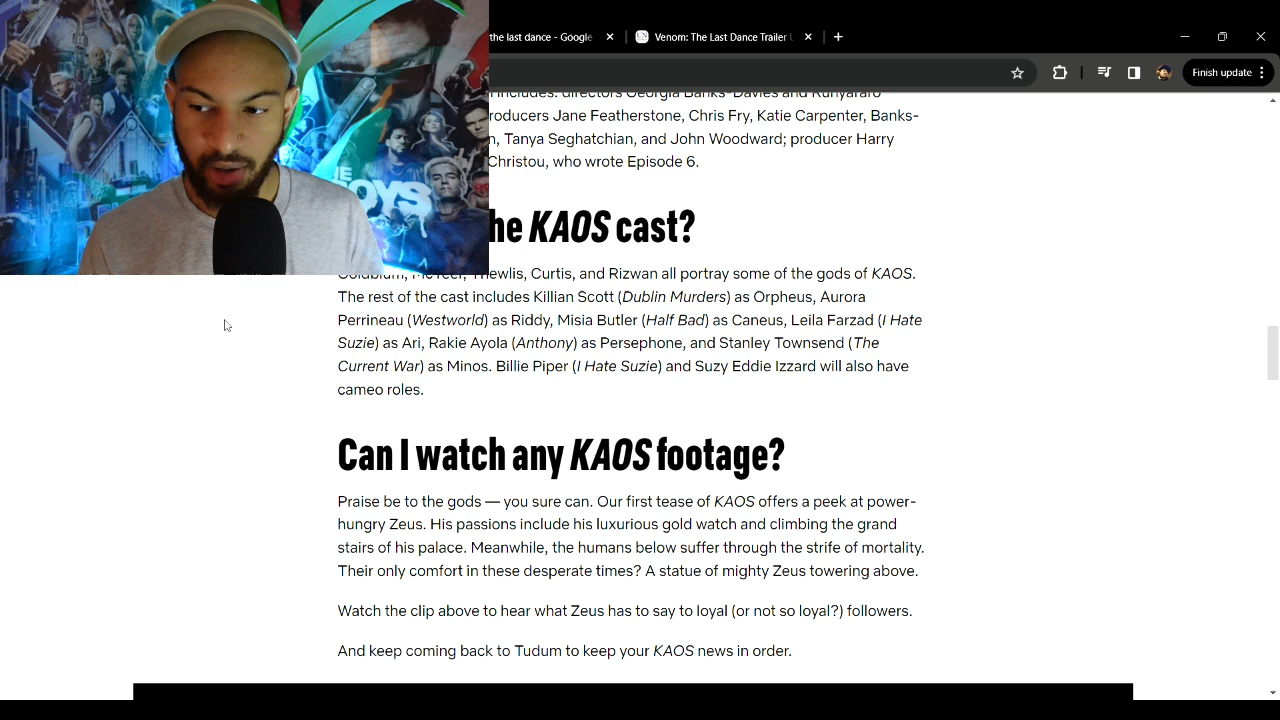 the last dance - Google
Venom: The Last Dance Trailer
Finish update
includes: directors Georgia Banks-Davies and Runyararo
roducers Jane Featherstone, Chris Fry, Katie Carpenter, Banks-
n, Tanya Seghatchian, and John Woodward; producer Harry
Christou, who wrote Episode 6.
he KAOS cast?
Goldblum, McTeer, Thewlis, Curtis, and Rizwan all portray some of the gods of KAOS.
The rest of the cast includes Killian Scott (Dublin Murders) as Orpheus, Aurora
Perrineau (Westworld) as Riddy, Misia Butler (Half Bad) as Caneus, Leila Farzad (I Hate
Suzie) as Ari, Rakie Ayola (Anthony) as Persephone, and Stanley Townsend (The
Current War) as Minos. Billie Piper (I Hate Suzie) and Suzy Eddie Izzard will also have
cameo roles.
Can I watch any KAOS footage?
Praise be to the gods — you sure can. Our first tease of KAOS offers a peek at power-
hungry Zeus. His passions include his luxurious gold watch and climbing the grand
stairs of his palace. Meanwhile, the humans below suffer through the strife of mortality.
Their only comfort in these desperate times? A statue of mighty Zeus towering above.
Watch the clip above to hear what Zeus has to say to loyal (or not so loyal?) followers.
And keep coming back to Tudum to keep your KAOS news in order.
THE
BOYS